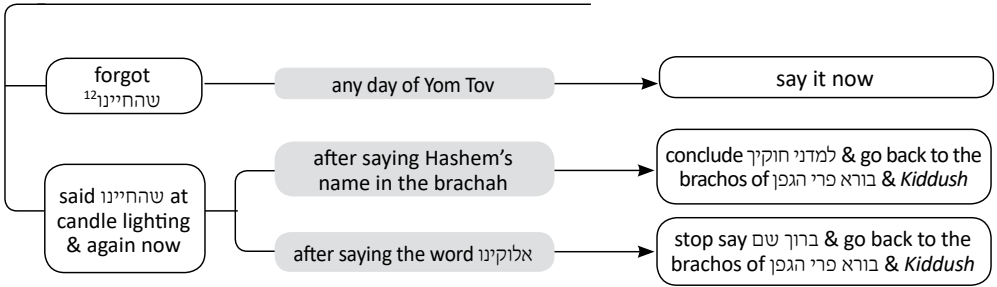 forgot
שהחיינו12
any day of Yom Tov
say it now
said שהחיינו at
candle lighting
& again now
after saying Hashem’s
name in the brachah
conclude למדני חוקיך & go back to the
brachos of בורא פרי הגפן & Kiddush
after saying the word אלוקינו
stop say ברוך שם & go back to the
brachos of בורא פרי הגפן & Kiddush